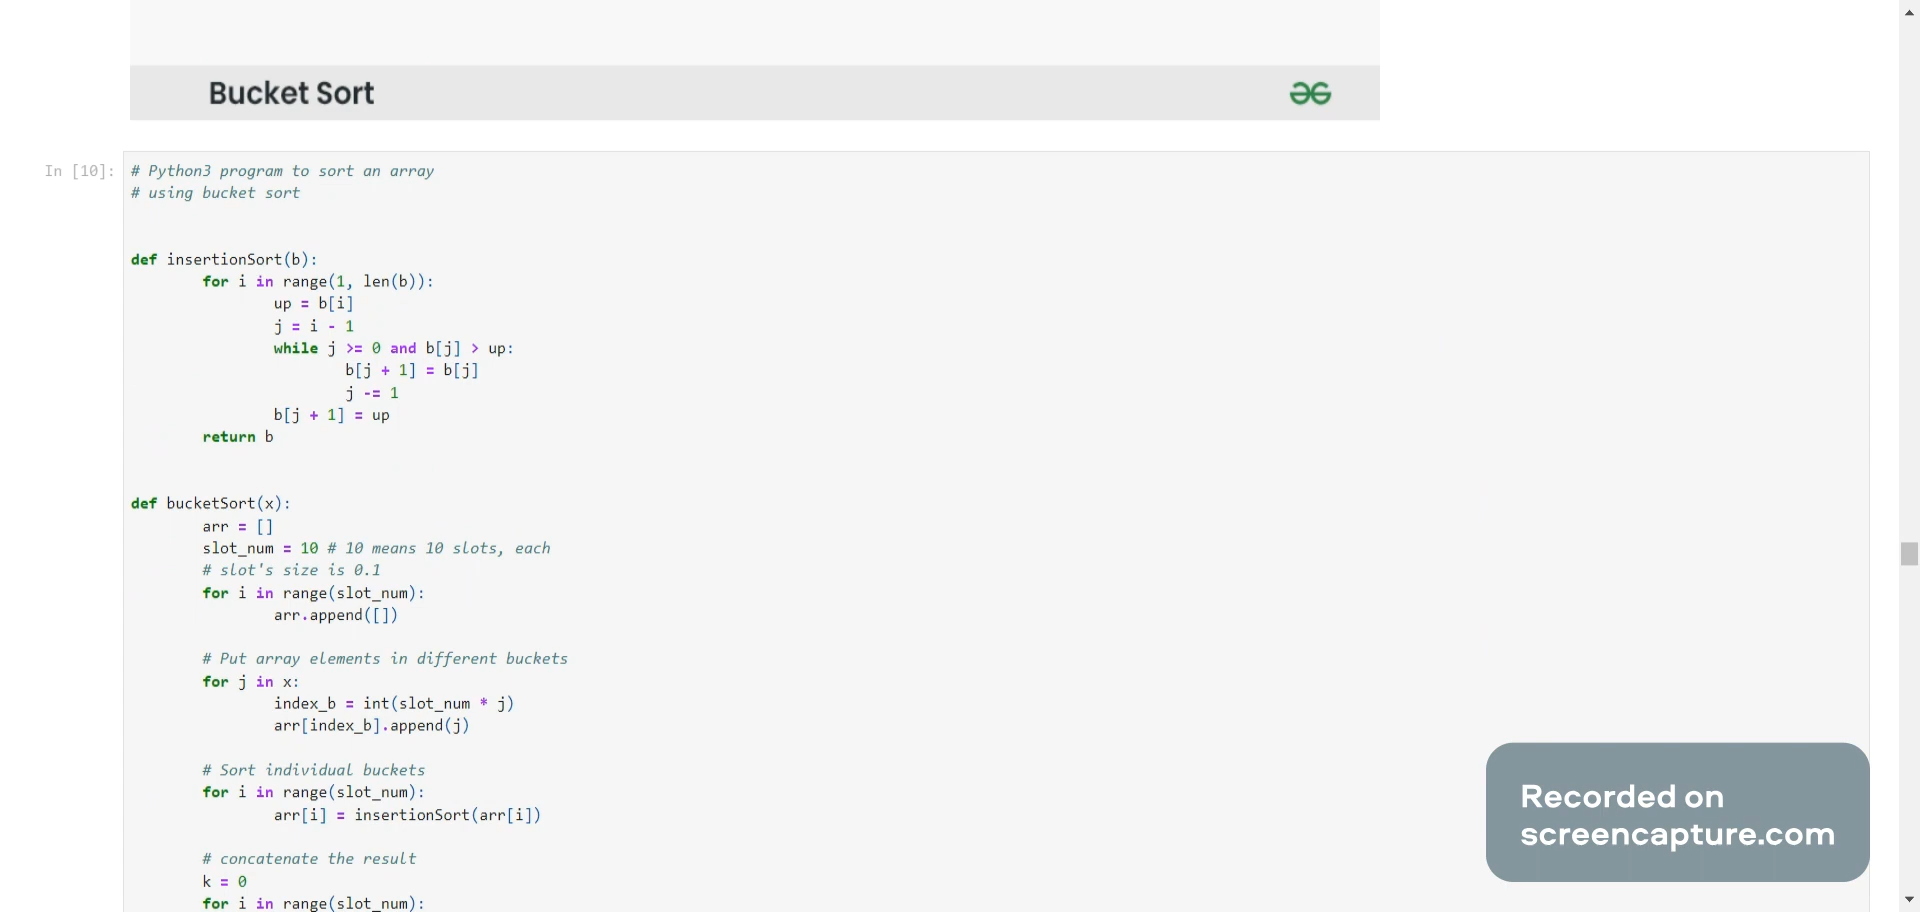 Bucket Sort
In [10]:
# Python3 program to sort an array
# using bucket sort
def insertionSort(b):
for i in range(1, len(b)):
up = b[i]
j = i - 1
while j >= 0 and b[j] > up:
b[j + 1] = b[j]
j -= 1
b[j + 1] = up
return b
def bucketSort(x):
arr = []
slot_num = 10 # 10 means 10 slots, each
# slot's size is 0.1
for i in range(slot_num):
arr.append([])
# Put array elements in different buckets
for j in x:
index_b = int(slot_num * j)
arr[index_b].append(j)
# Sort individual buckets
for i in range(slot_num):
arr[i] = insertionSort(arr[i])
# concatenate the result
k = 0
for i in range(slot_num):
Recorded on
screencapture.com